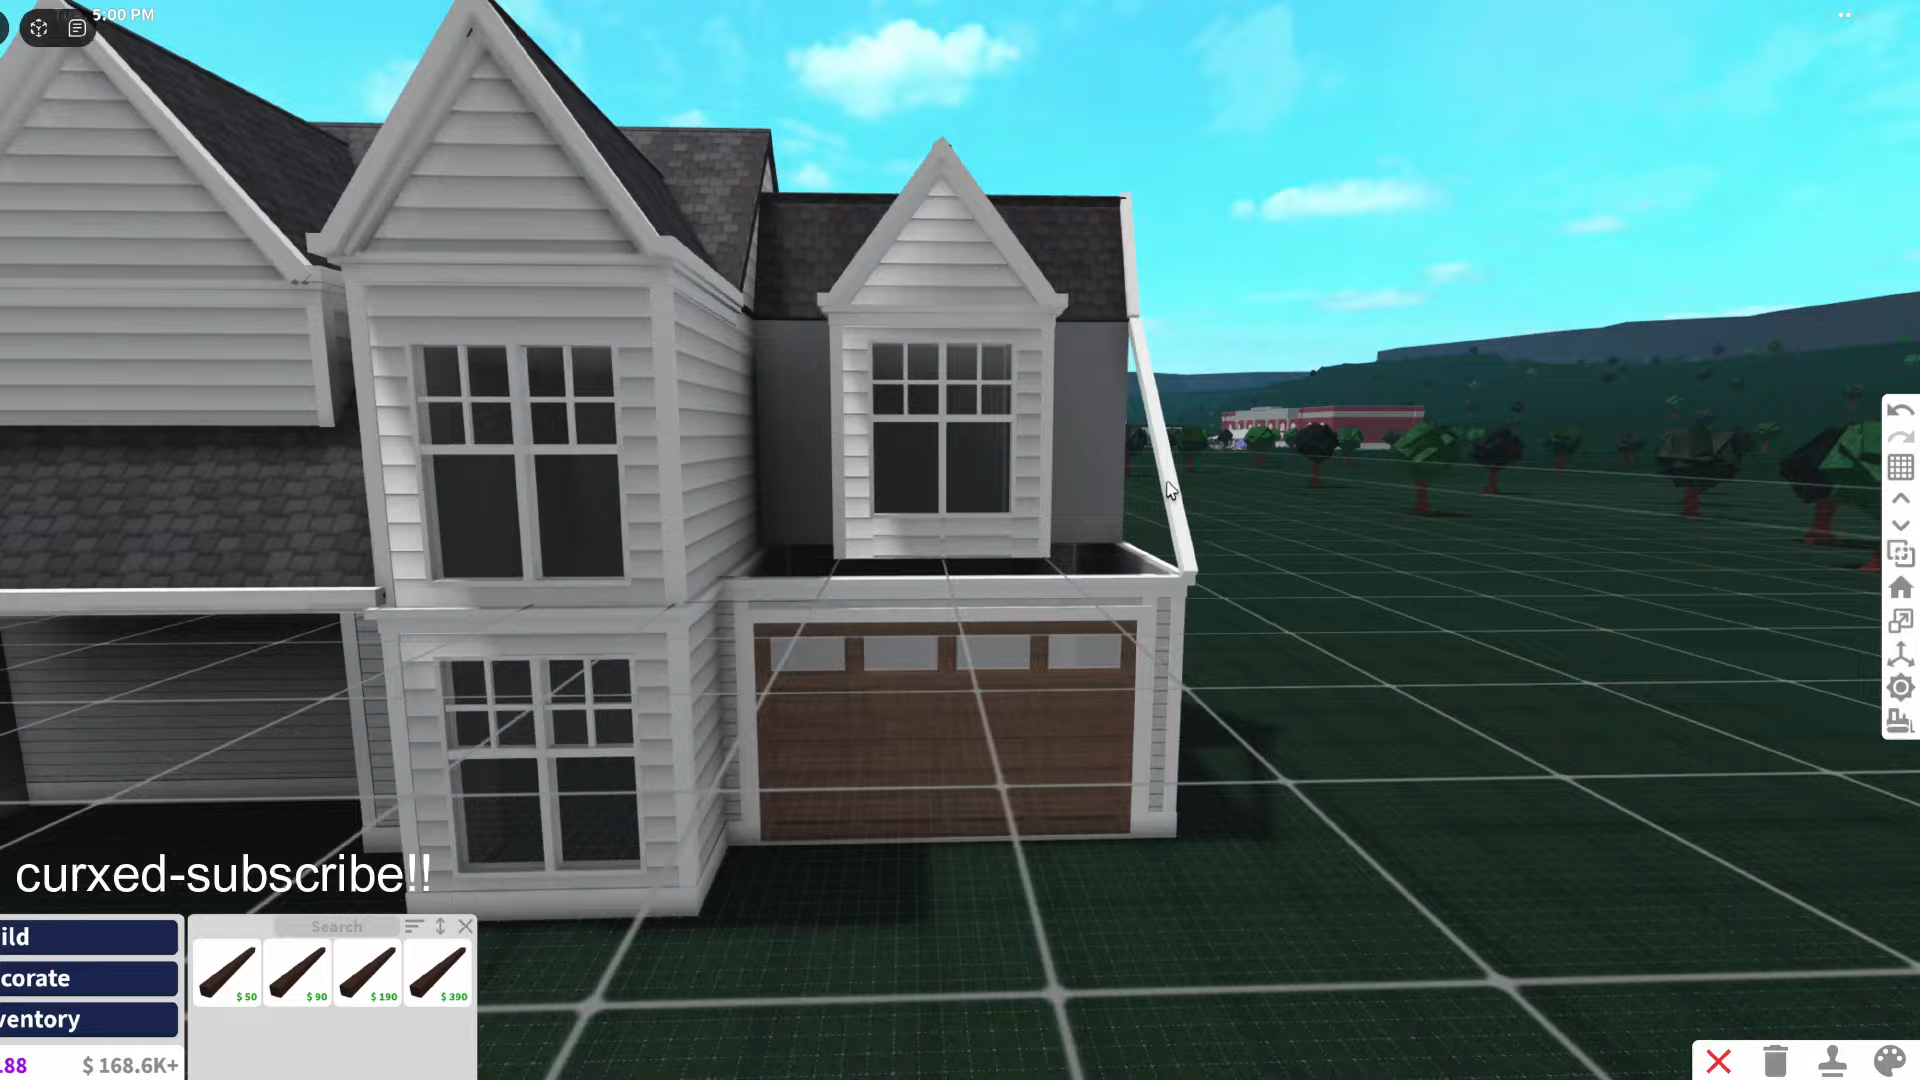 5:00 PM
curxed-subscribe!!
ild
corate
ventory
88
$ 168.6K+
Search
$ 50
$ 90
$ 190
$ 390